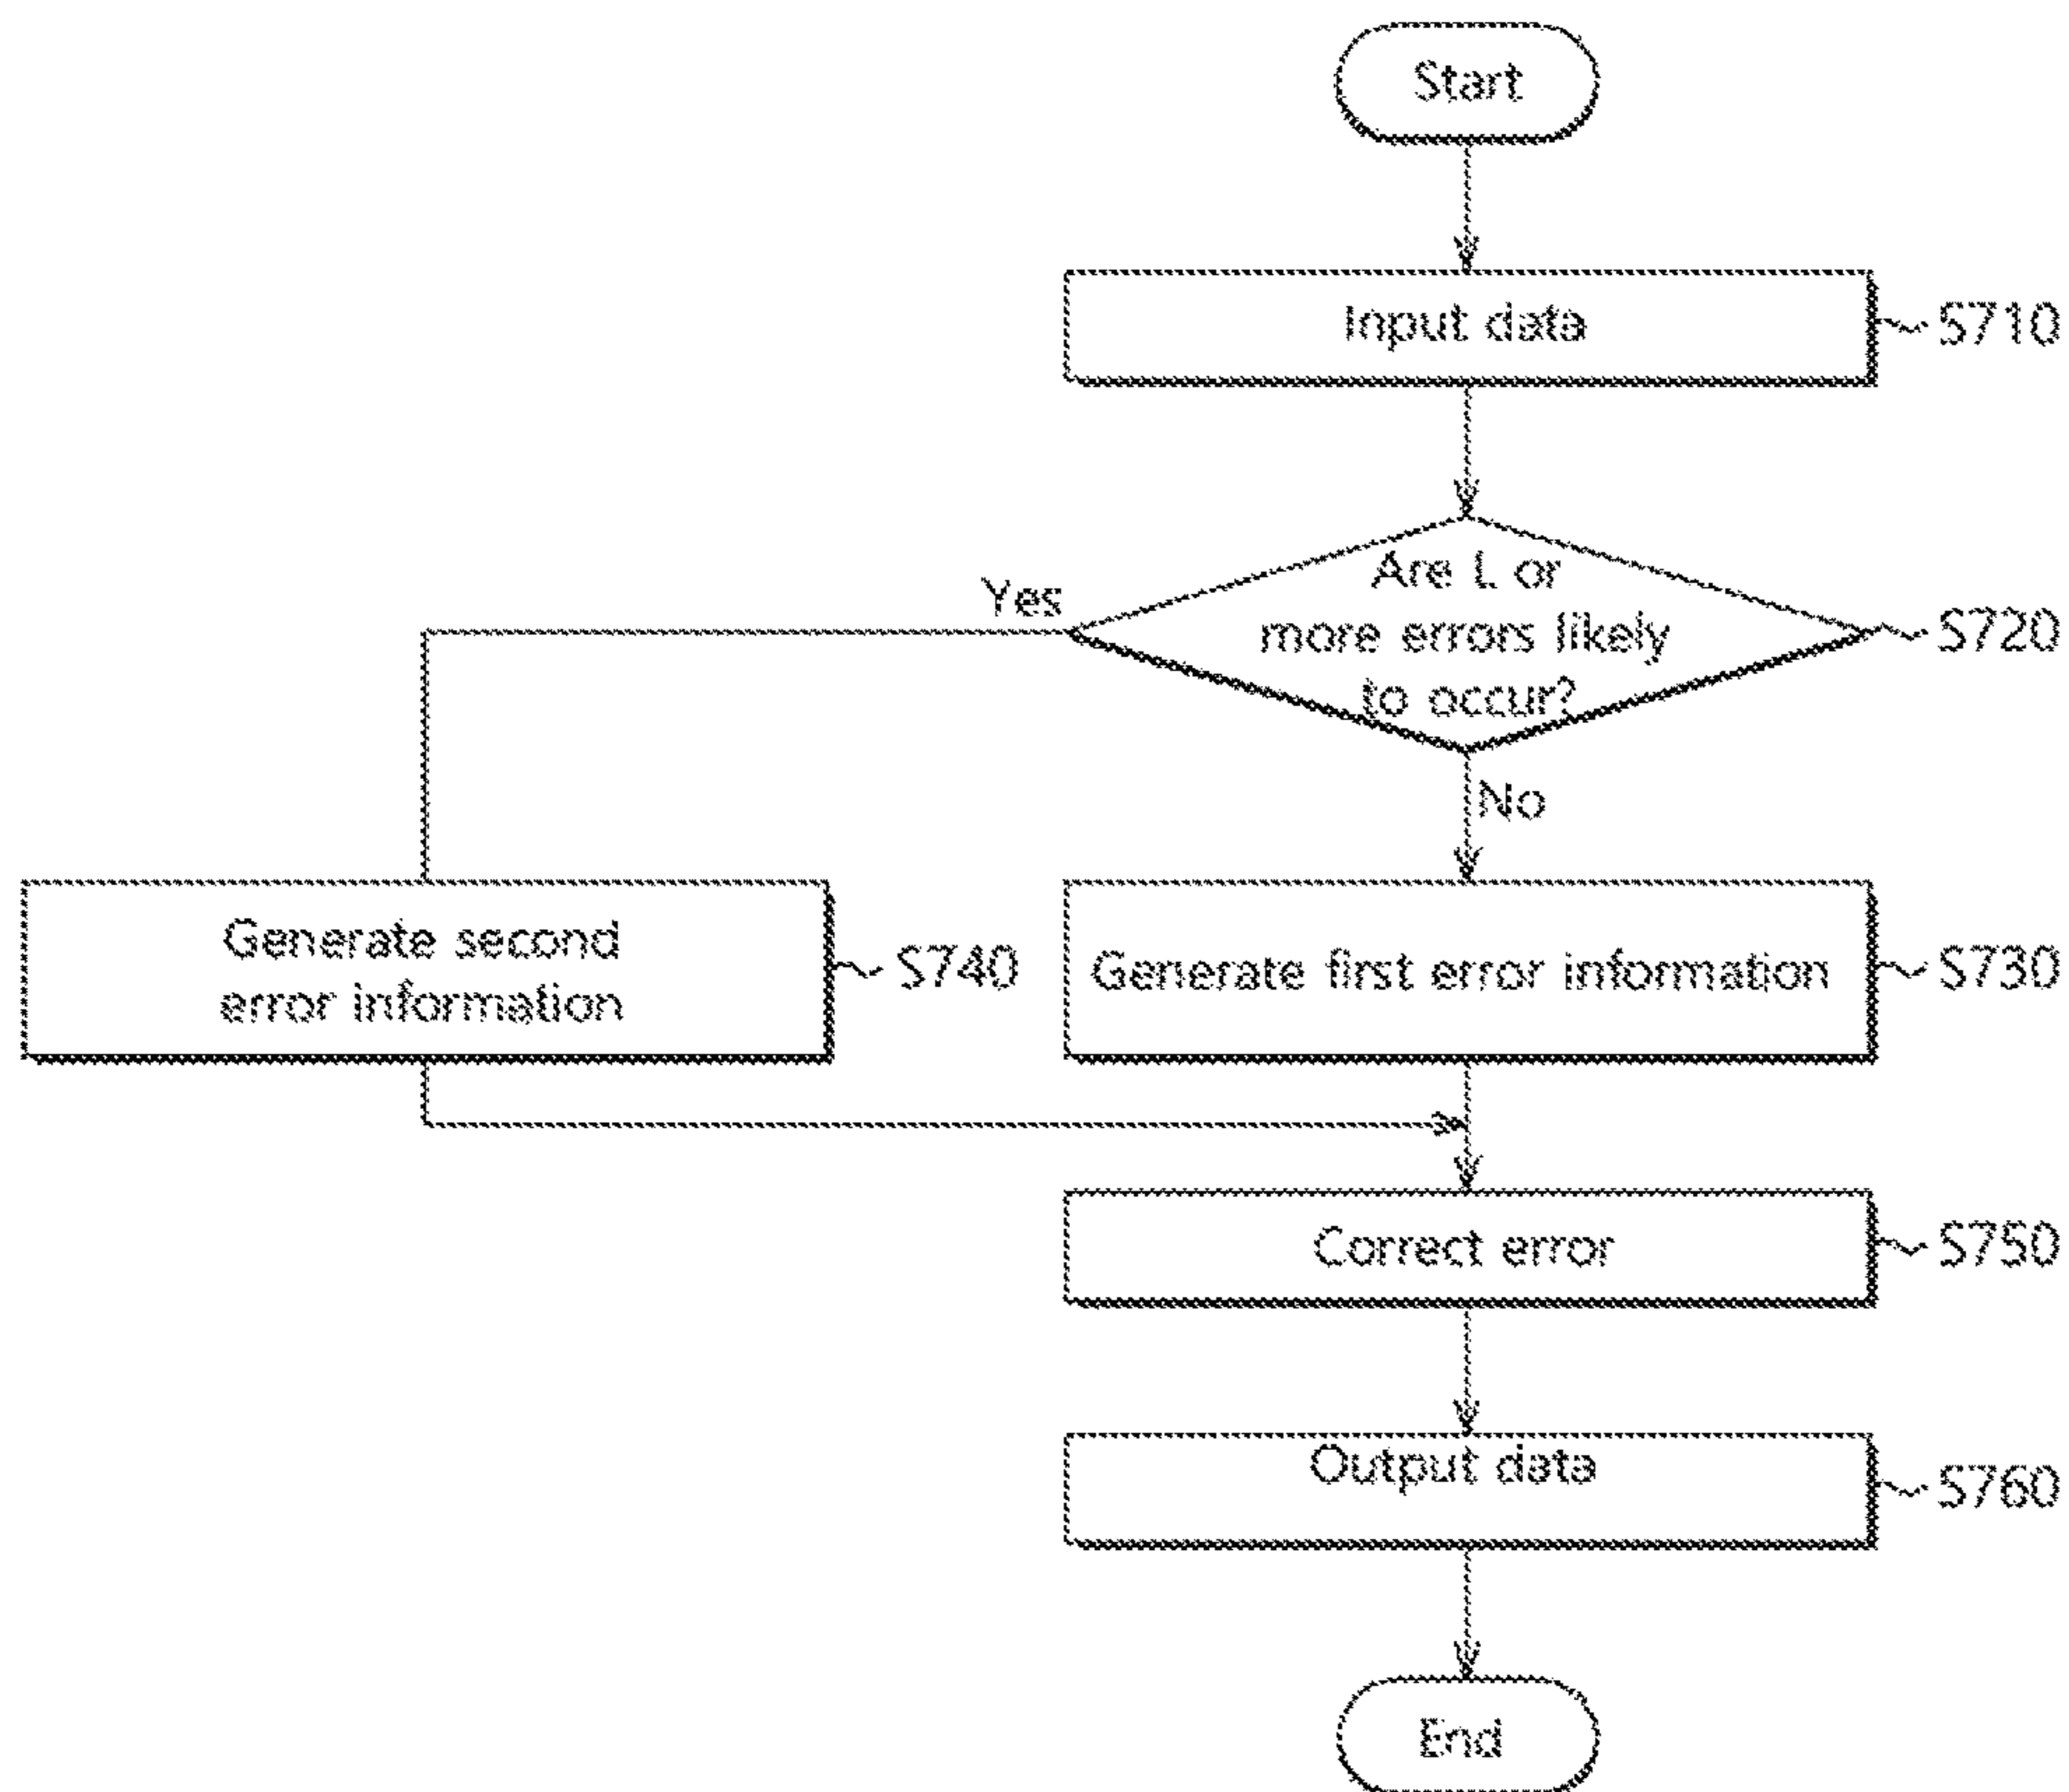 Start
Input data
S710
Are L or
more errors likely
to occur?
S720
Yes
No
Generate second
error information
S740
Generate first error information
S730
Correct error
S750
Output data
S760
End